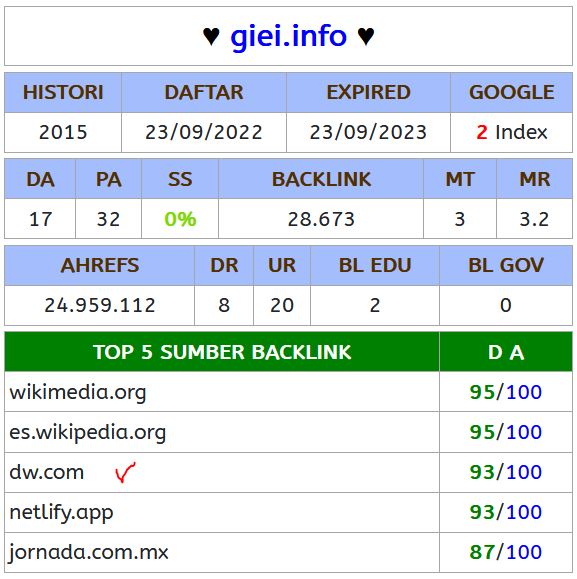 ♥ giei.info ♥
HISTORI DAFTAR EXPIRED GOOGLE
2015 23/09/2022 23/09/2023 2 Index
DA PA SS BACKLINK MT MR
17 32 0% 28.673 3 3.2
AHREFS DR UR BL EDU BL GOV
24.959.112 8 20 2 0
TOP 5 SUMBER BACKLINK D A
wikimedia.org 95/100
es.wikipedia.org 95/100
dw.com 93/100
netlify.app 93/100
jornada.com.mx 87/100